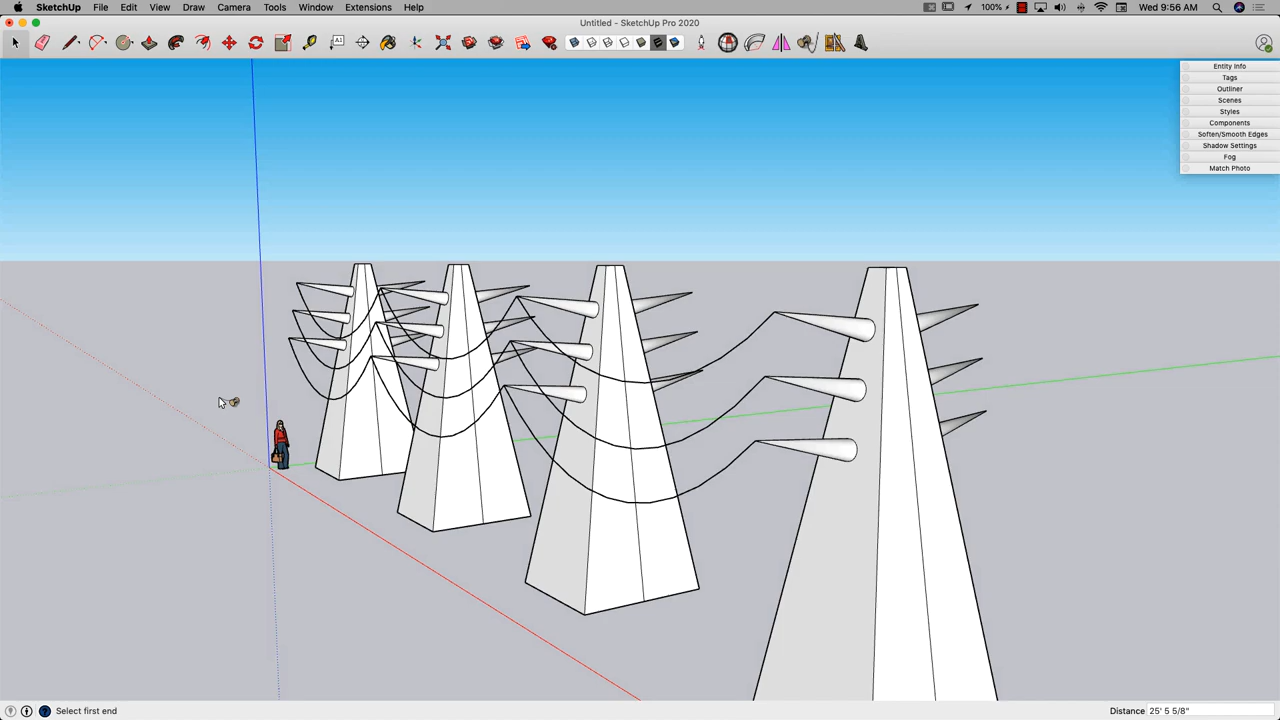 SketchUp File Edit View Draw Camera Tools Window Extensions Help 100% Wed 9:56 AM
Untitled - SketchUp Pro 2020
A1
Entity Info
Tags
Outliner
Scenes
Styles
Components
Soften/Smooth Edges
Shadow Settings
Fog
Match Photo
Select first end
Distance 25' 5 5/8"